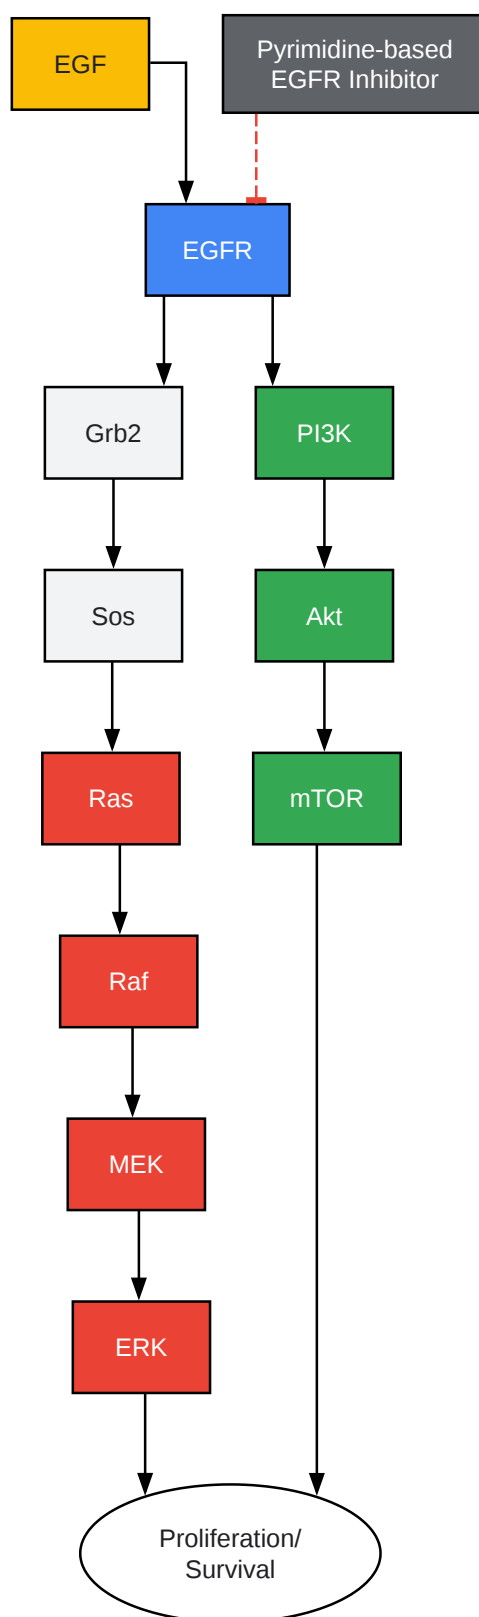 EGF
Pyrimidine-based
EGFR Inhibitor
EGFR
Grb2
PI3K
Sos
Akt
Ras
mTOR
Raf
MEK
ERK
Proliferation/
Survival